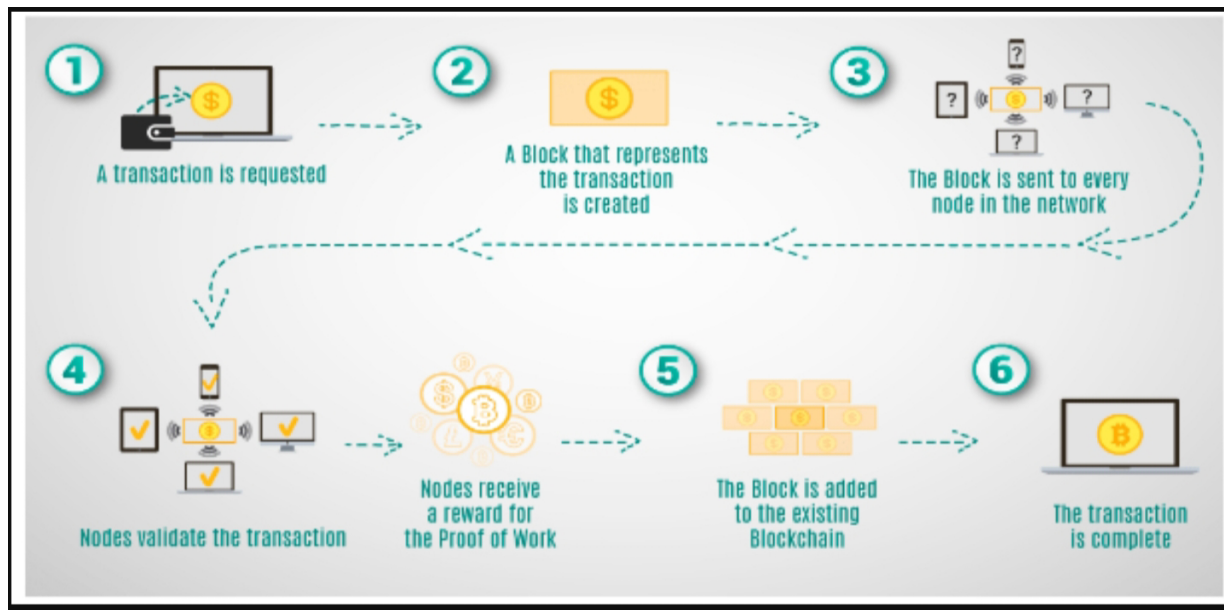 1
A transaction is requested
2
A Block that represents
the transaction
is created
3
The Block is sent to every
node in the network
4
Nodes validate the transaction
Nodes receive
a reward for
the Proof of Work
5
The Block is added
to the existing
Blockchain
6
The transaction
is complete